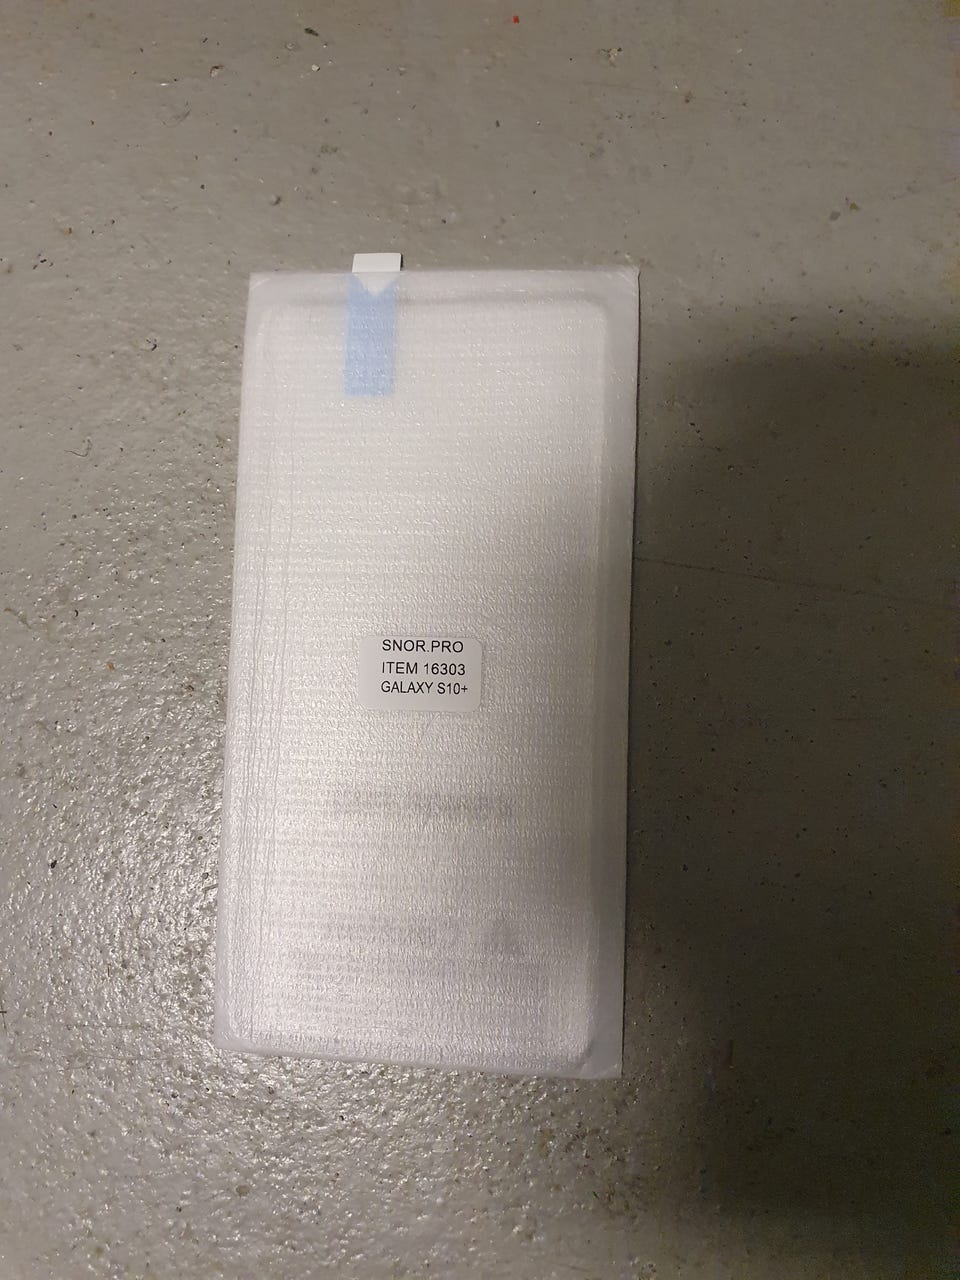 SNOR.PRO
ITEM 16303
GALAXY S10+